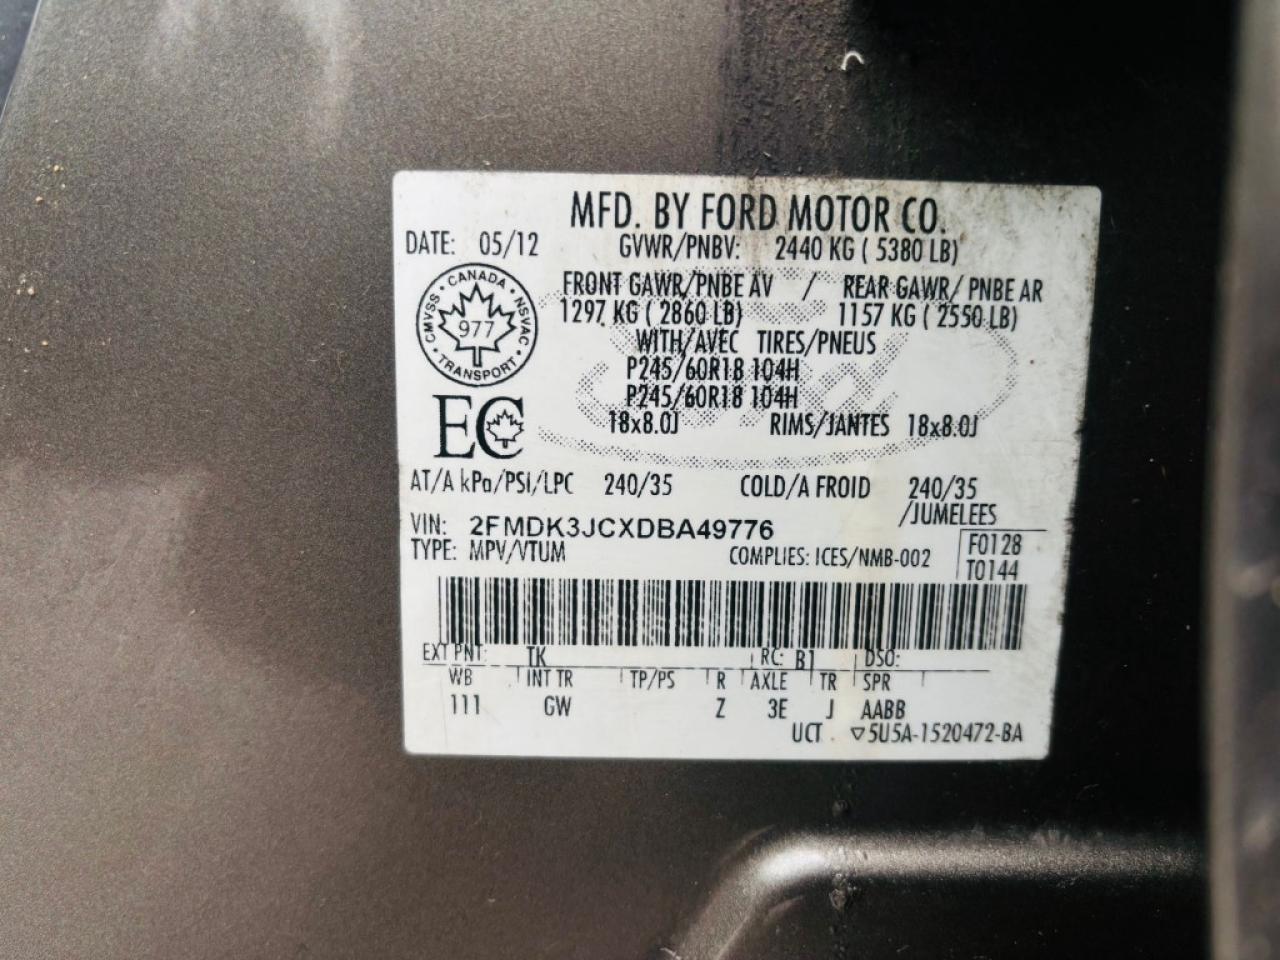 MFD. BY FORD MOTOR CO.
DATE: 05/12 GVWR/PNBV: 2440 KG ( 5380 LB)
FRONT GAWR/PNBE AV / REAR GAWR/ PNBE AR
1297 KG ( 2860 LB) 1157 KG ( 2550 LB)
WITH/AVEC TIRES/PNEUS
P245/60R18 104H
P245/60R18 104H
18x8.0J RIMS/JANTES 18x8.0J
CANADA · NSVAC · TRANSPORT · CMVSS
977
EC
AT/A kPa/PSI/LPC 240/35 COLD/A FROID 240/35
/JUMELEES
VIN: 2FMDK3JCXDBA49776
TYPE: MPV/VTUM COMPLIES: ICES/NMB-002
F0128
T0144
EXT PNT: TK RC: B1 DSO:
WB INT TR TP/PS R AXLE TR SPR
111 GW Z 3E J AABB
UCT ▽5U5A-1520472-BA